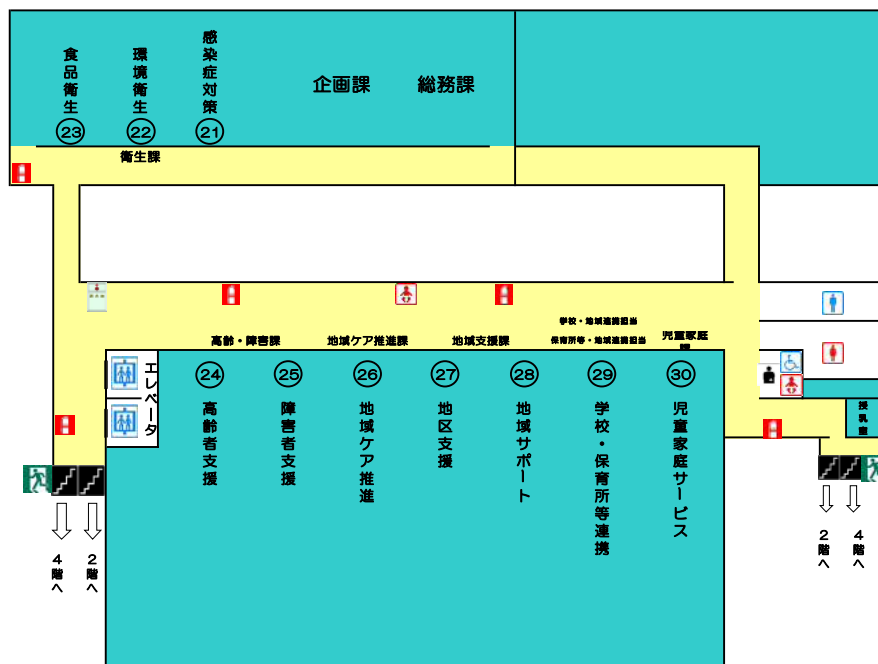 食品衛生
㉓
環境衛生
㉒
感染症対策
㉑
企画課
総務課
衛生課
学校・地域連携担当
高齢・障害課
地域ケア推進課
地域支援課
保育所等・地域連携担当
児童家庭課
エレベータ
㉔
高齢者支援
㉕
障害者支援
㉖
地域ケア推進
㉗
地区支援
㉘
地域サポート
㉙
学校・保育所等連携
㉚
児童家庭サービス
授乳室
4階へ
2階へ
2階へ
4階へ